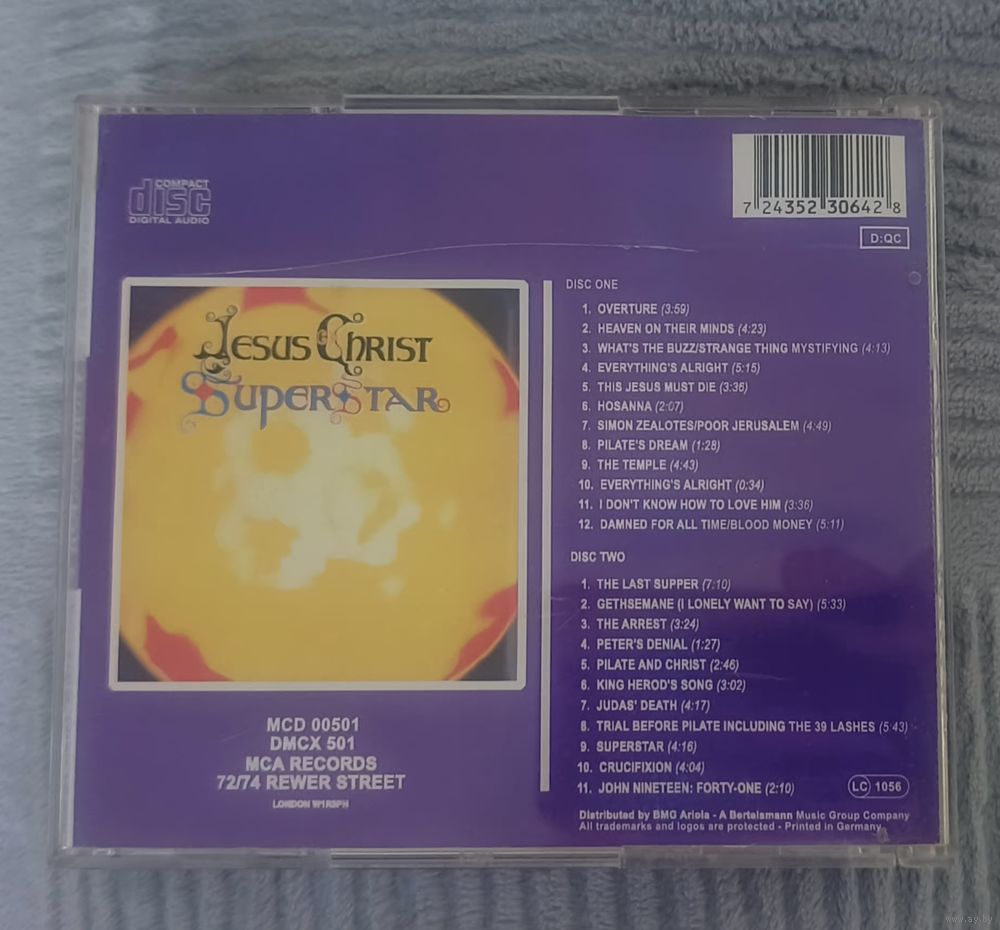 COMPACT
disc
DIGITAL AUDIO
7 24352 30642 8
D:QC
JESUS CHRIST
SUPERSTAR
DISC ONE
1. OVERTURE (3:59)
2. HEAVEN ON THEIR MINDS (4:23)
3. WHAT'S THE BUZZ/STRANGE THING MYSTIFYING (4:13)
4. EVERYTHING'S ALRIGHT (5:15)
5. THIS JESUS MUST DIE (3:36)
6. HOSANNA (2:07)
7. SIMON ZEALOTES/POOR JERUSALEM (4:49)
8. PILATE'S DREAM (1:28)
9. THE TEMPLE (4:43)
10. EVERYTHING'S ALRIGHT (0:34)
11. I DON'T KNOW HOW TO LOVE HIM (3:36)
12. DAMNED FOR ALL TIME/BLOOD MONEY (5:11)
DISC TWO
1. THE LAST SUPPER (7:10)
2. GETHSEMANE (I LONELY WANT TO SAY) (5:33)
3. THE ARREST (3:24)
4. PETER'S DENIAL (1:27)
5. PILATE AND CHRIST (2:46)
6. KING HEROD'S SONG (3:02)
7. JUDAS' DEATH (4:17)
8. TRIAL BEFORE PILATE INCLUDING THE 39 LASHES (5:43)
9. SUPERSTAR (4:16)
10. CRUCIFIXION (4:04)
11. JOHN NINETEEN: FORTY-ONE (2:10)
LC 1056
Distributed by BMG Ariola - A Bertelsmann Music Group Company
All trademarks and logos are protected - Printed in Germany
MCD 00501
DMCX 501
MCA RECORDS
72/74 REWER STREET
LONDON W1R3PH
www.ay.by